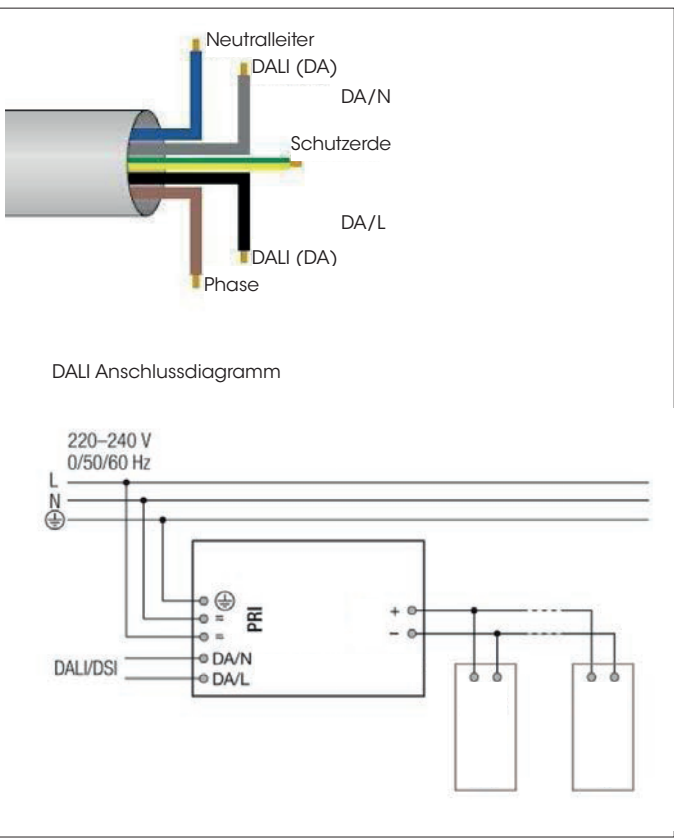 Neutralleiter
DALI (DA)
DA/N
Schutzerde
DA/L
DALI (DA)
Phase
DALI Anschlussdiagramm
220–240 V
0/50/60 Hz
L
N
PRI
=
=
+
–
DALI/DSI
DA/N
DA/L